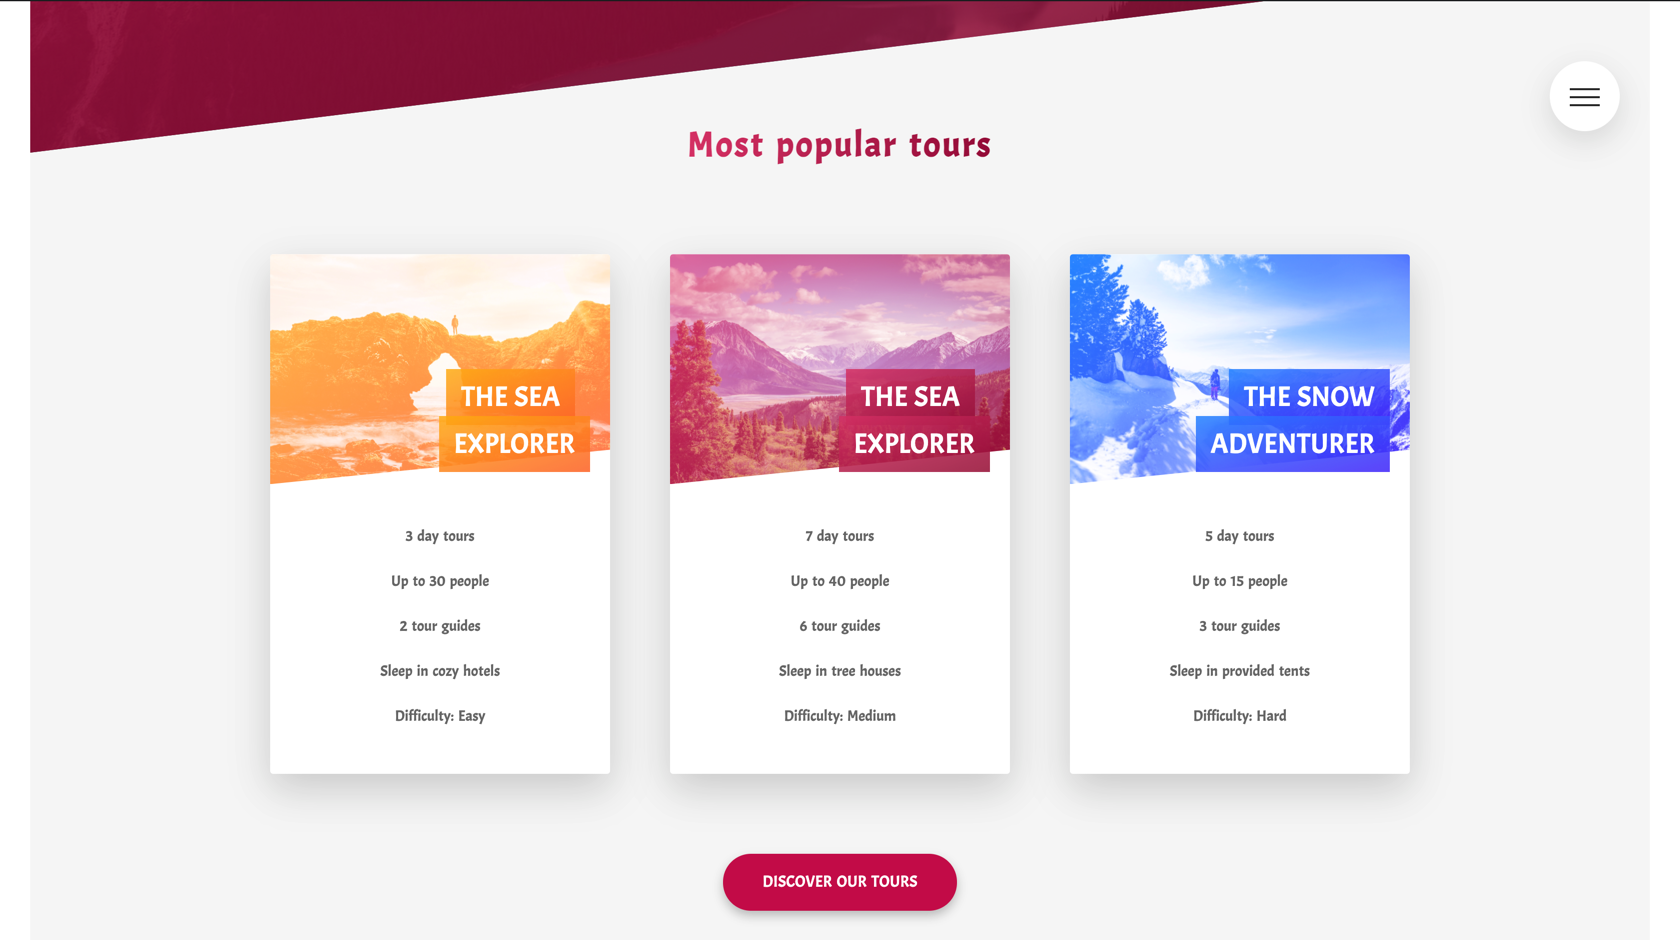 Most popular tours
THE SEA
EXPLORER
3 day tours
Up to 30 people
2 tour guides
Sleep in cozy hotels
Difficulty: Easy
THE SEA
EXPLORER
7 day tours
Up to 40 people
6 tour guides
Sleep in tree houses
Difficulty: Medium
THE SNOW
ADVENTURER
5 day tours
Up to 15 people
3 tour guides
Sleep in provided tents
Difficulty: Hard
DISCOVER OUR TOURS